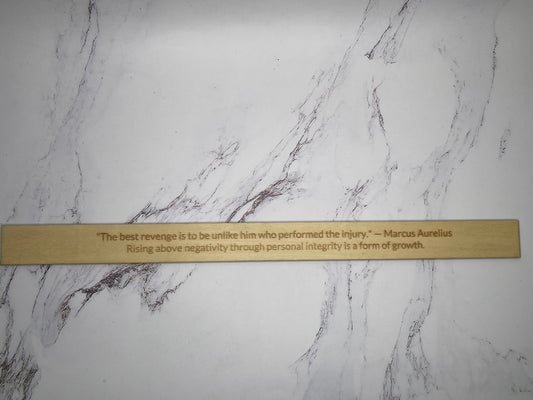 "The best revenge is to be unlike him who performed the injury." — Marcus Aurelius
Rising above negativity through personal integrity is a form of growth.